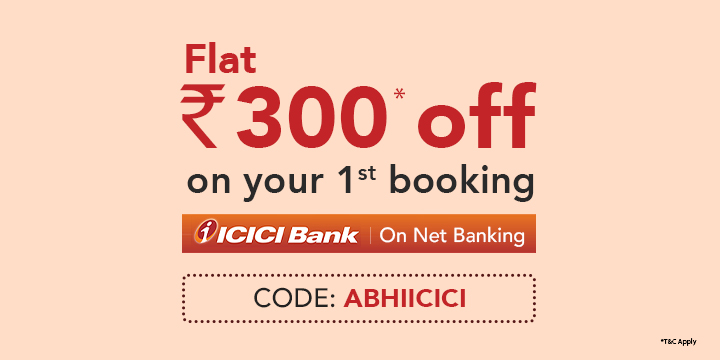 Flat
₹300* off
on your 1st booking
ICICI Bank | On Net Banking
CODE: ABHIICICI
*T&C Apply